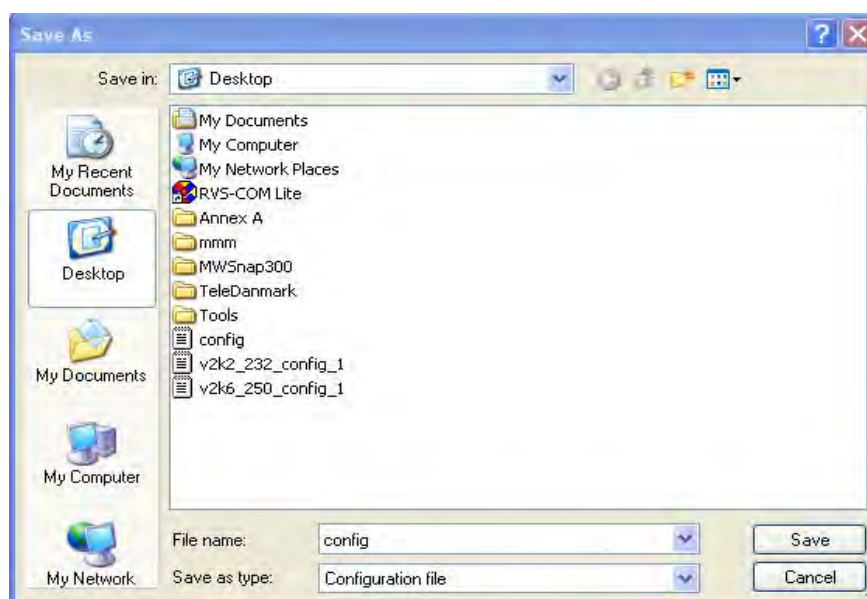 Save As
Save in:
Desktop
My Recent
Documents
Desktop
My Documents
My Computer
My Network
My Documents
My Computer
My Network Places
RVS-COM Lite
Annex A
mmm
MWSnap300
TeleDanmark
Tools
config
v2k2_232_config_1
v2k6_250_config_1
File name:
config
Save
Save as type:
Configuration file
Cancel